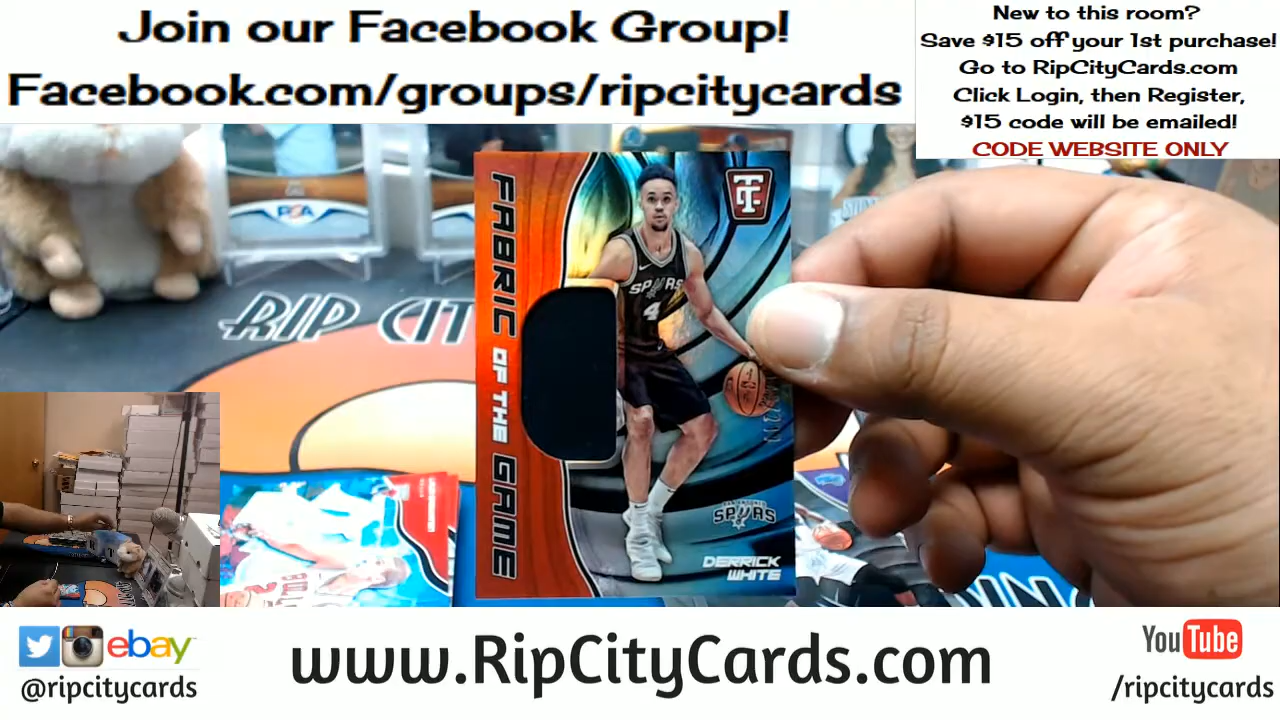 Join our Facebook Group!
Facebook.com/groups/ripcitycards
New to this room?
Save $15 off your 1st purchase!
Go to RipCityCards.com
Click Login, then Register,
$15 code will be emailed!
CODE WEBSITE ONLY
PSA
RIP CIT
FABRIC OF THE GAME
SPURS
4
SPURS
DERRICK
WHITE
ebay
@ripcitycards
www.RipCityCards.com
YouTube
/ripcitycards